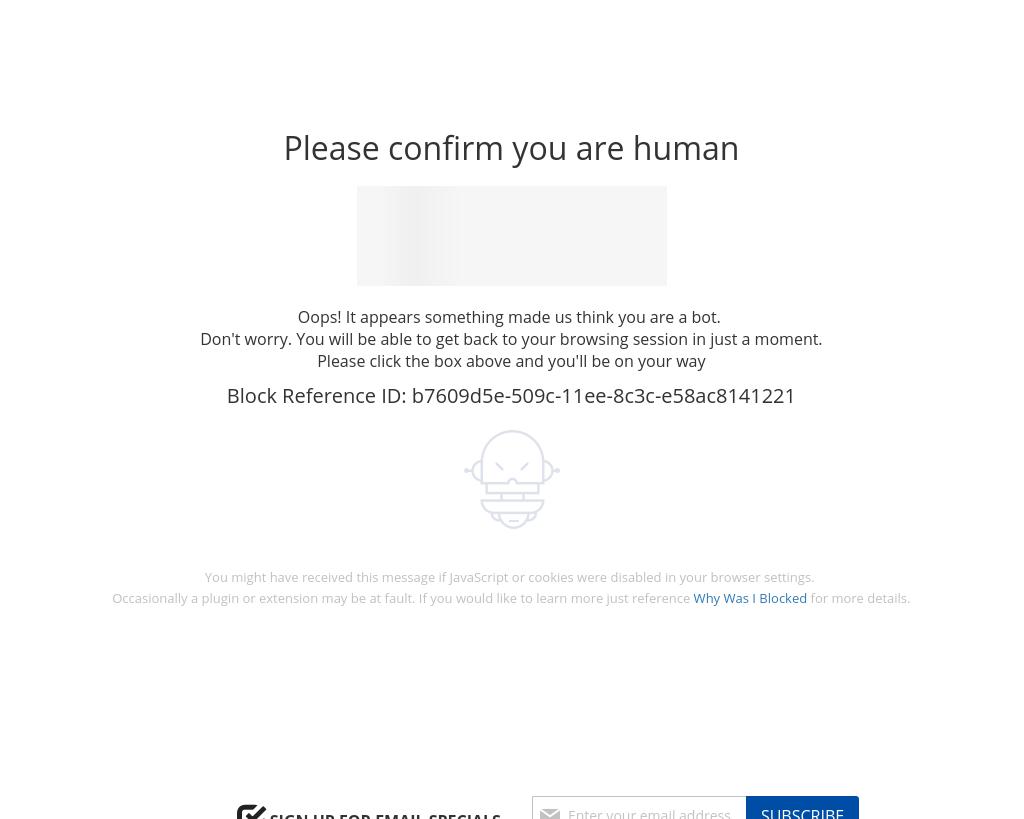 Please confirm you are human
Oops! It appears something made us think you are a bot.
Don't worry. You will be able to get back to your browsing session in just a moment.
Please click the box above and you'll be on your way
Block Reference ID: b7609d5e-509c-11ee-8c3c-e58ac8141221
You might have received this message if JavaScript or cookies were disabled in your browser settings.
Occasionally a plugin or extension may be at fault. If you would like to learn more just reference Why Was I Blocked for more details.
SIGN UP FOR EMAIL SPECIALS
Enter your email address.
SUBSCRIBE